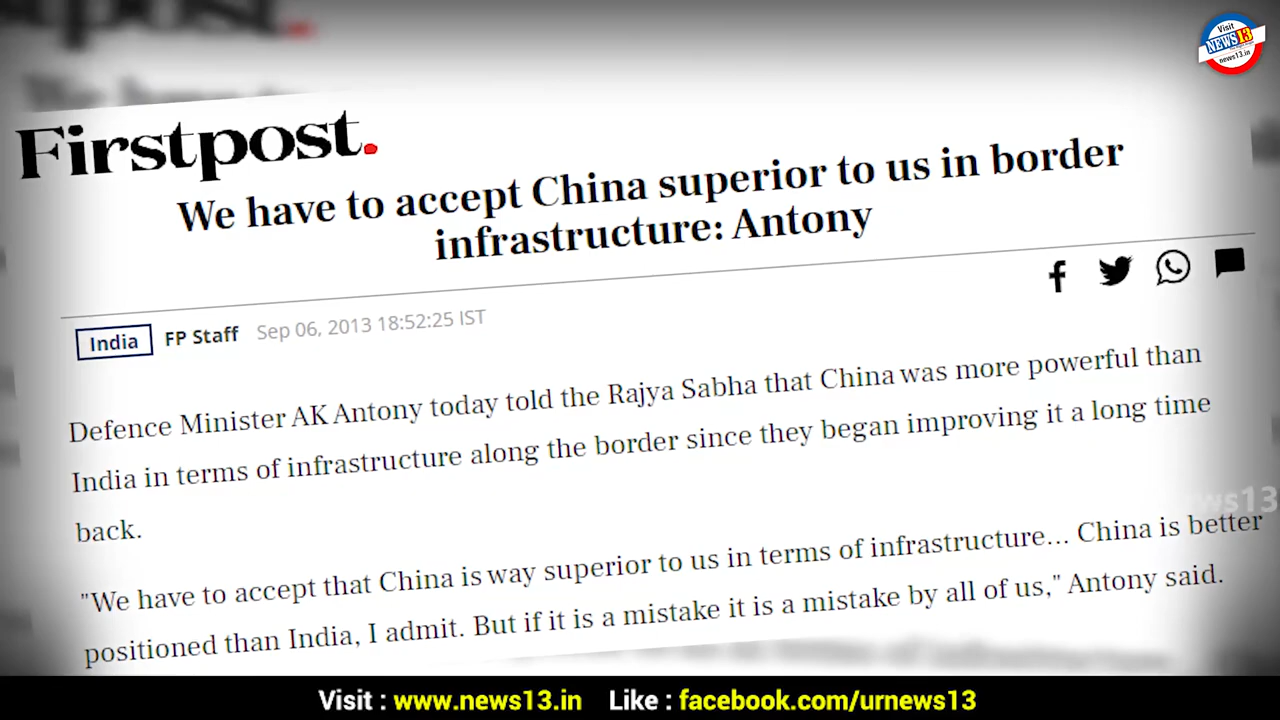 Visit
NEWS13
news13.in
Firstpost.
We have to accept China superior to us in border
infrastructure: Antony
India FP Staff Sep 06, 2013 18:52:25 IST
Defence Minister AK Antony today told the Rajya Sabha that China was more powerful than
India in terms of infrastructure along the border since they began improving it a long time
back.
news13
"We have to accept that China is way superior to us in terms of infrastructure... China is better
positioned than India, I admit. But if it is a mistake it is a mistake by all of us," Antony said.
Visit : www.news13.in Like : facebook.com/urnews13